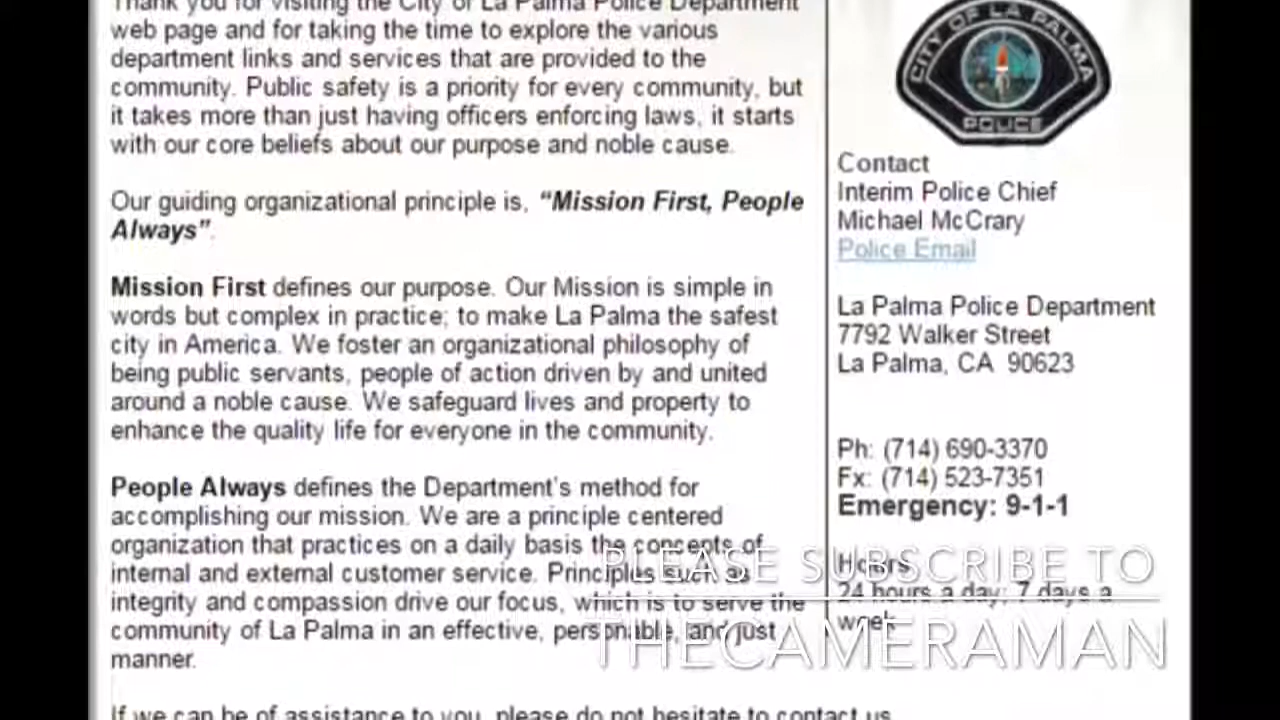 Thank you for visiting the City of La Palma Police Department
web page and for taking the time to explore the various
department links and services that are provided to the
community. Public safety is a priority for every community, but
it takes more than just having officers enforcing laws, it starts
with our core beliefs about our purpose and noble cause.
Our guiding organizational principle is, “Mission First, People
Always”.
Mission First defines our purpose. Our Mission is simple in
words but complex in practice; to make La Palma the safest
city in America. We foster an organizational philosophy of
being public servants, people of action driven by and united
around a noble cause. We safeguard lives and property to
enhance the quality life for everyone in the community.
People Always defines the Department's method for
accomplishing our mission. We are a principle centered
organization that practices on a daily basis the concepts of
internal and external customer service. Principles such as
integrity and compassion drive our focus, which is to serve the
community of La Palma in an effective, personable, and just
manner.
If we can be of assistance to you, please do not hesitate to contact us
CITY OF LA PALMA
POLICE
Contact
Interim Police Chief
Michael McCrary
Police Email
La Palma Police Department
7792 Walker Street
La Palma, CA 90623
Ph: (714) 690-3370
Fx: (714) 523-7351
Emergency: 9-1-1
Hours
24 hours a day; 7 days a
week
PLEASE SUBSCRIBE TO
THECAMERAMAN